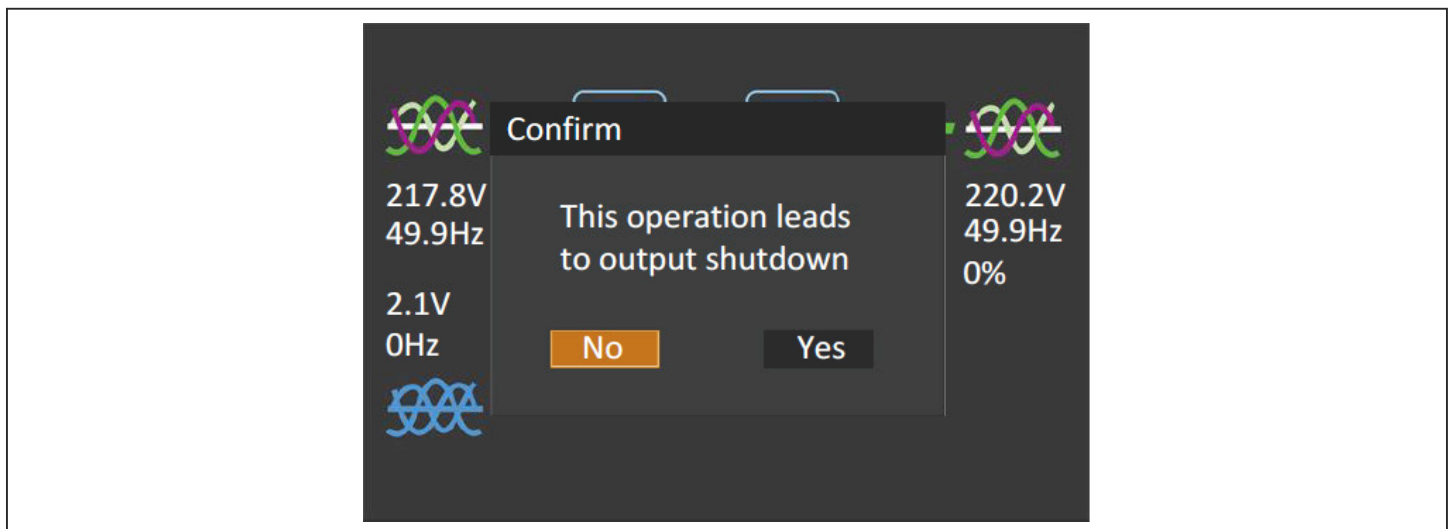 Confirm
217.8V
49.9Hz
2.1V
0Hz
This operation leads
to output shutdown
No
Yes
220.2V
49.9Hz
0%